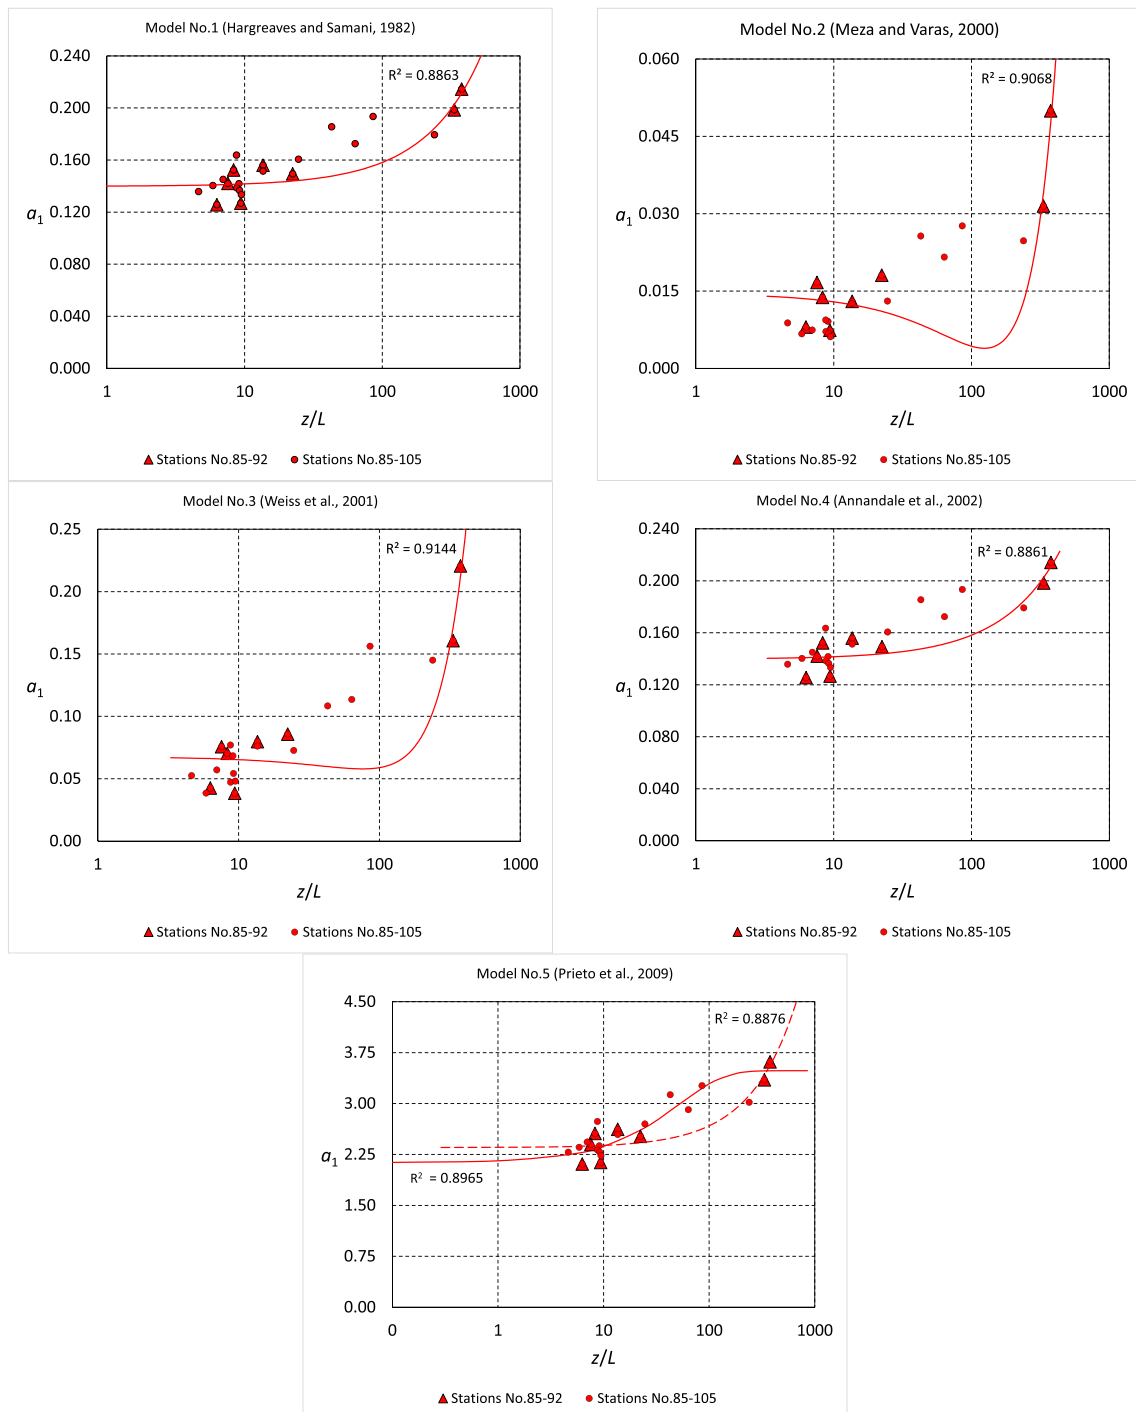 Model No.1 (Hargreaves and Samani, 1982)
0.240
R² = 0.8863
0.200
0.160
0.120
a1
0.080
0.040
0.000
1 10 100 1000
z/L
Stations No.85-92 Stations No.85-105
Model No.2 (Meza and Varas, 2000)
0.060
R² = 0.9068
0.045
0.030
a1
0.015
0.000
1 10 100 1000
z/L
Stations No.85-92 Stations No.85-105
Model No.3 (Weiss et al., 2001)
0.25
R² = 0.9144
0.20
0.15
a1
0.10
0.05
0.00
1 10 100 1000
z/L
Stations No.85-92 Stations No.85-105
Model No.4 (Annandale et al., 2002)
0.240
R² = 0.8861
0.200
0.160
a1
0.120
0.080
0.040
0.000
1 10 100 1000
z/L
Stations No.85-92 Stations No.85-105
Model No.5 (Prieto et al., 2009)
4.50
R² = 0.8876
3.75
3.00
a1
2.25
R² = 0.8965
1.50
0.75
0.00
0 1 10 100 1000
z/L
Stations No.85-92 Stations No.85-105